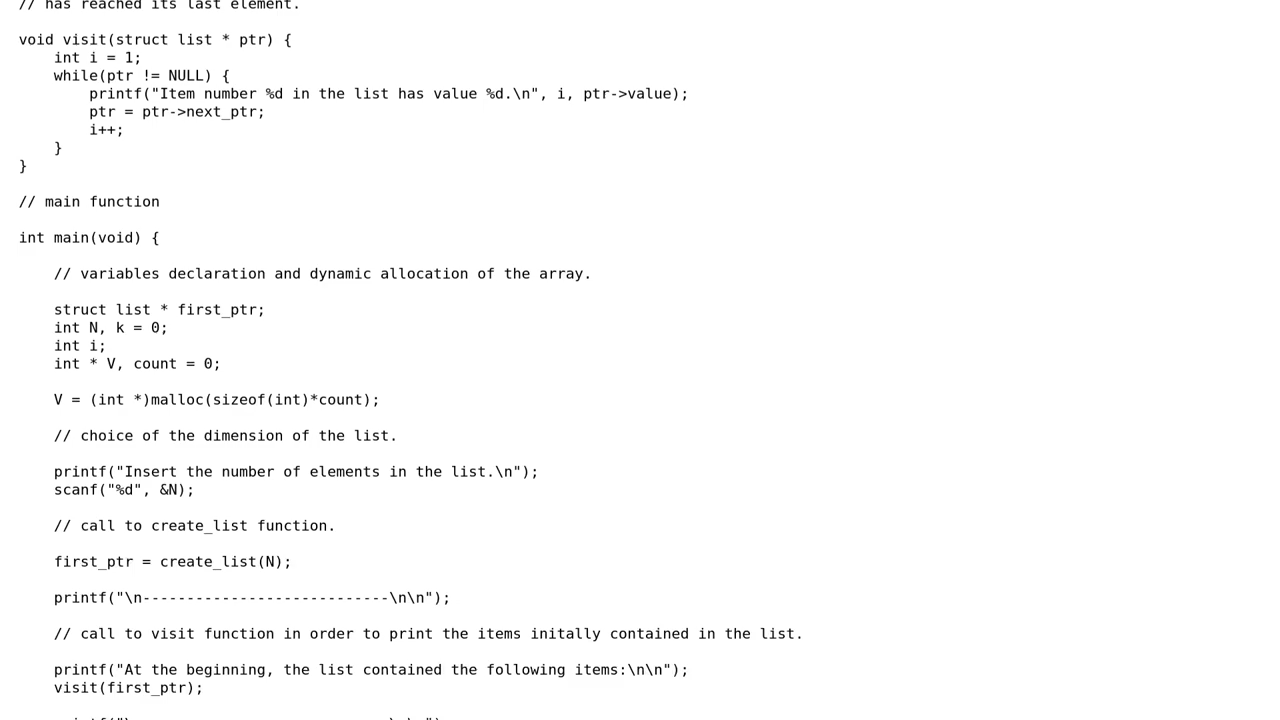 // has reached its last element.

void visit(struct list * ptr) {
    int i = 1;
    while(ptr != NULL) {
        printf("Item number %d in the list has value %d.\n", i, ptr->value);
        ptr = ptr->next_ptr;
        i++;
    }
}

// main function

int main(void) {

    // variables declaration and dynamic allocation of the array.

    struct list * first_ptr;
    int N, k = 0;
    int i;
    int * V, count = 0;

    V = (int *)malloc(sizeof(int)*count);

    // choice of the dimension of the list.

    printf("Insert the number of elements in the list.\n");
    scanf("%d", &N);

    // call to create_list function.

    first_ptr = create_list(N);

    printf("\n----------------------------\n\n");

    // call to visit function in order to print the items initally contained in the list.

    printf("At the beginning, the list contained the following items:\n\n");
    visit(first_ptr);